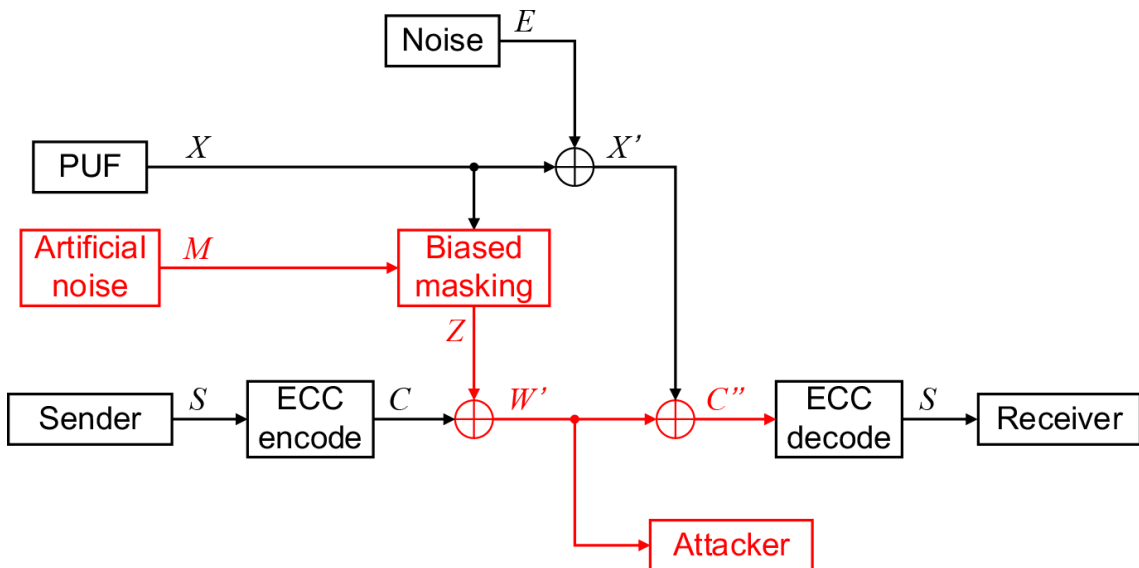 Noise
E
PUF
X
X'
Artificial
noise
M
Biased
masking
Z
Sender
S
ECC
encode
C
W'
C''
ECC
decode
S
Receiver
Attacker